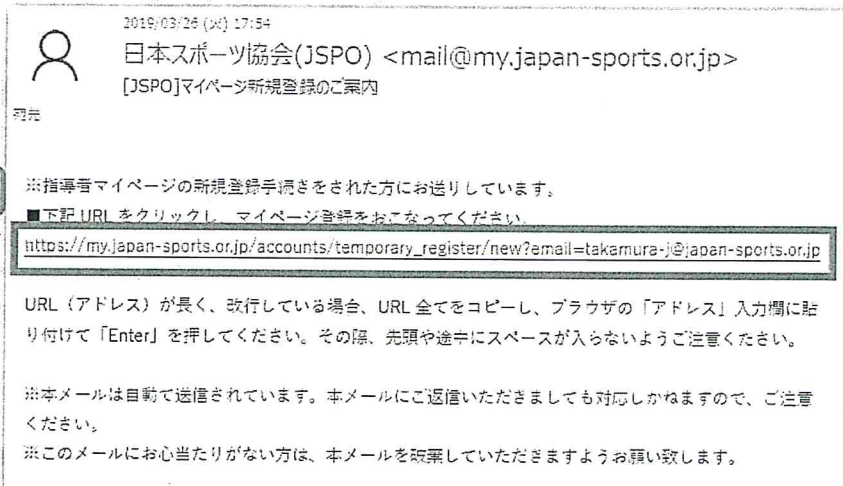 2019/03/26 (火) 17:54
日本スポーツ協会(JSPO) <mail@my.japan-sports.or.jp>
[JSPO]マイページ新規登録のご案内
宛先
※指導者マイページの新規登録手続きをされた方にお送りしています。
■下記 URL をクリックし、マイページ登録をおこなってください。
https://my.japan-sports.or.jp/accounts/temporary_register/new?email=takamura-j@japan-sports.or.jp
URL（アドレス）が長く、改行している場合、URL 全てをコピーし、ブラウザの「アドレス」入力欄に貼
り付けて「Enter」を押してください。その際、先頭や途中にスペースが入らないようご注意ください。
※本メールは自動で送信されています。本メールにご返信いただきましても対応しかねますので、ご注意
ください。
※このメールにお心当たりがない方は、本メールを破棄していただきますようお願い致します。